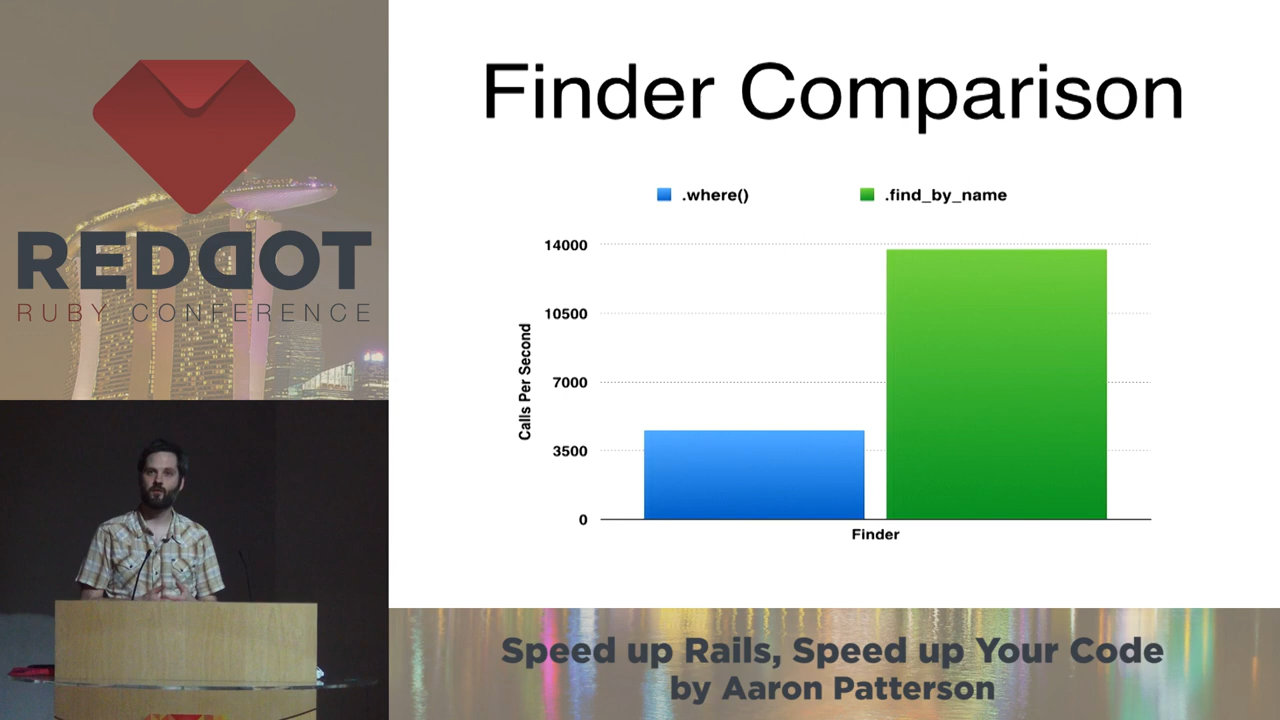 REDDOT
RUBY CONFERENCE
Finder Comparison
.where()
.find_by_name
14000
10500
7000
3500
0
Calls Per Second
Finder
Speed up Rails, Speed up Your Code
by Aaron Patterson